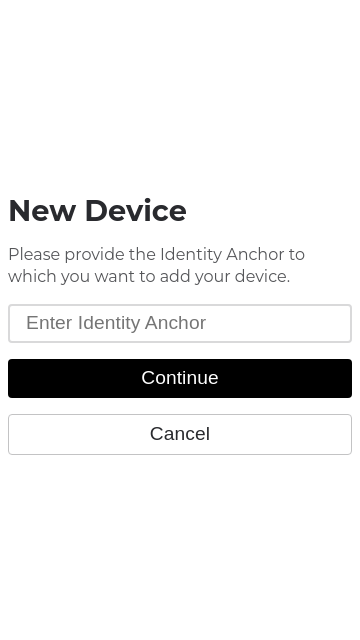 New Device
Please provide the Identity Anchor to
which you want to add your device.
Enter Identity Anchor
Continue
Cancel